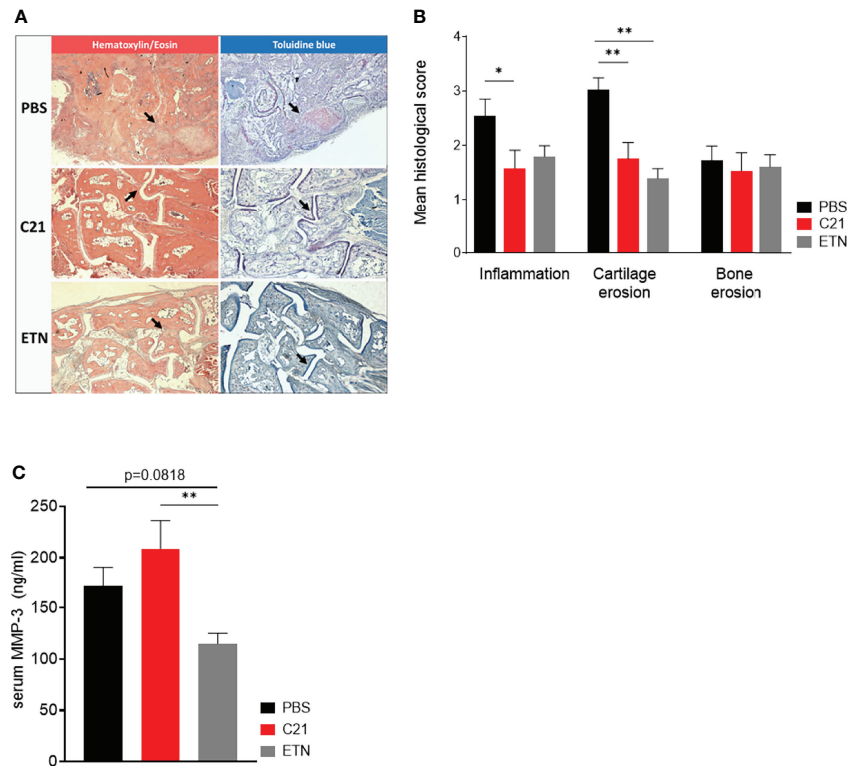 A
Hematoxylin/Eosin Toluidine blue
PBS
C21
ETN
B
Mean histological score
4
3
2
1
0
*
**
**
Inflammation Cartilage erosion Bone erosion
PBS
C21
ETN
C
p=0.0818
**
serum MMP-3 (ng/ml)
250
200
150
100
50
0
PBS
C21
ETN